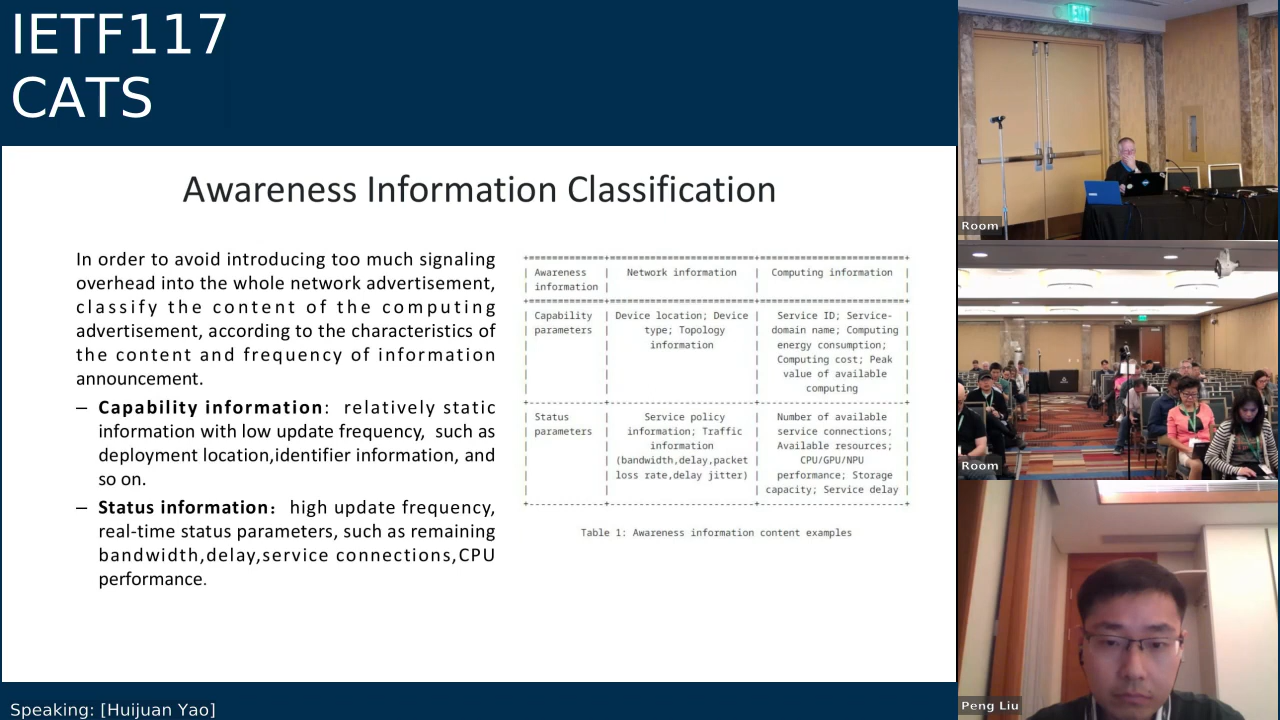 IETF117
CATS
Awareness Information Classification
In order to avoid introducing too much signaling
overhead into the whole network advertisement,
classify the content of the computing
advertisement, according to the characteristics of
the content and frequency of information
announcement.
– Capability information: relatively static
information with low update frequency, such as
deployment location,identifier information, and
so on.
– Status information： high update frequency,
real-time status parameters, such as remaining
bandwidth,delay,service connections,CPU
performance.
+=============+========================+========================+
| Awareness | Network information | Computing information |
| information | | |
+=============+========================+========================+
| Capability | Device location; Device | Service ID; Service- |
| parameters | type; Topology | domain name; Computing |
| | information | energy consumption; |
| | | Computing cost; Peak |
| | | value of available |
| | | computing |
+-------------+------------------------+------------------------+
| Status | Service policy | Number of available |
| parameters | information; Traffic | service connections; |
| | information | Available resources; |
| | (bandwidth,delay,packet | CPU/GPU/NPU |
| | loss rate,delay jitter) | performance; Storage |
| | | capacity; Service delay |
+-------------+------------------------+------------------------+
Table 1: Awareness information content examples
Speaking: [Huijuan Yao]
EXIT
Room
Room
Peng Liu